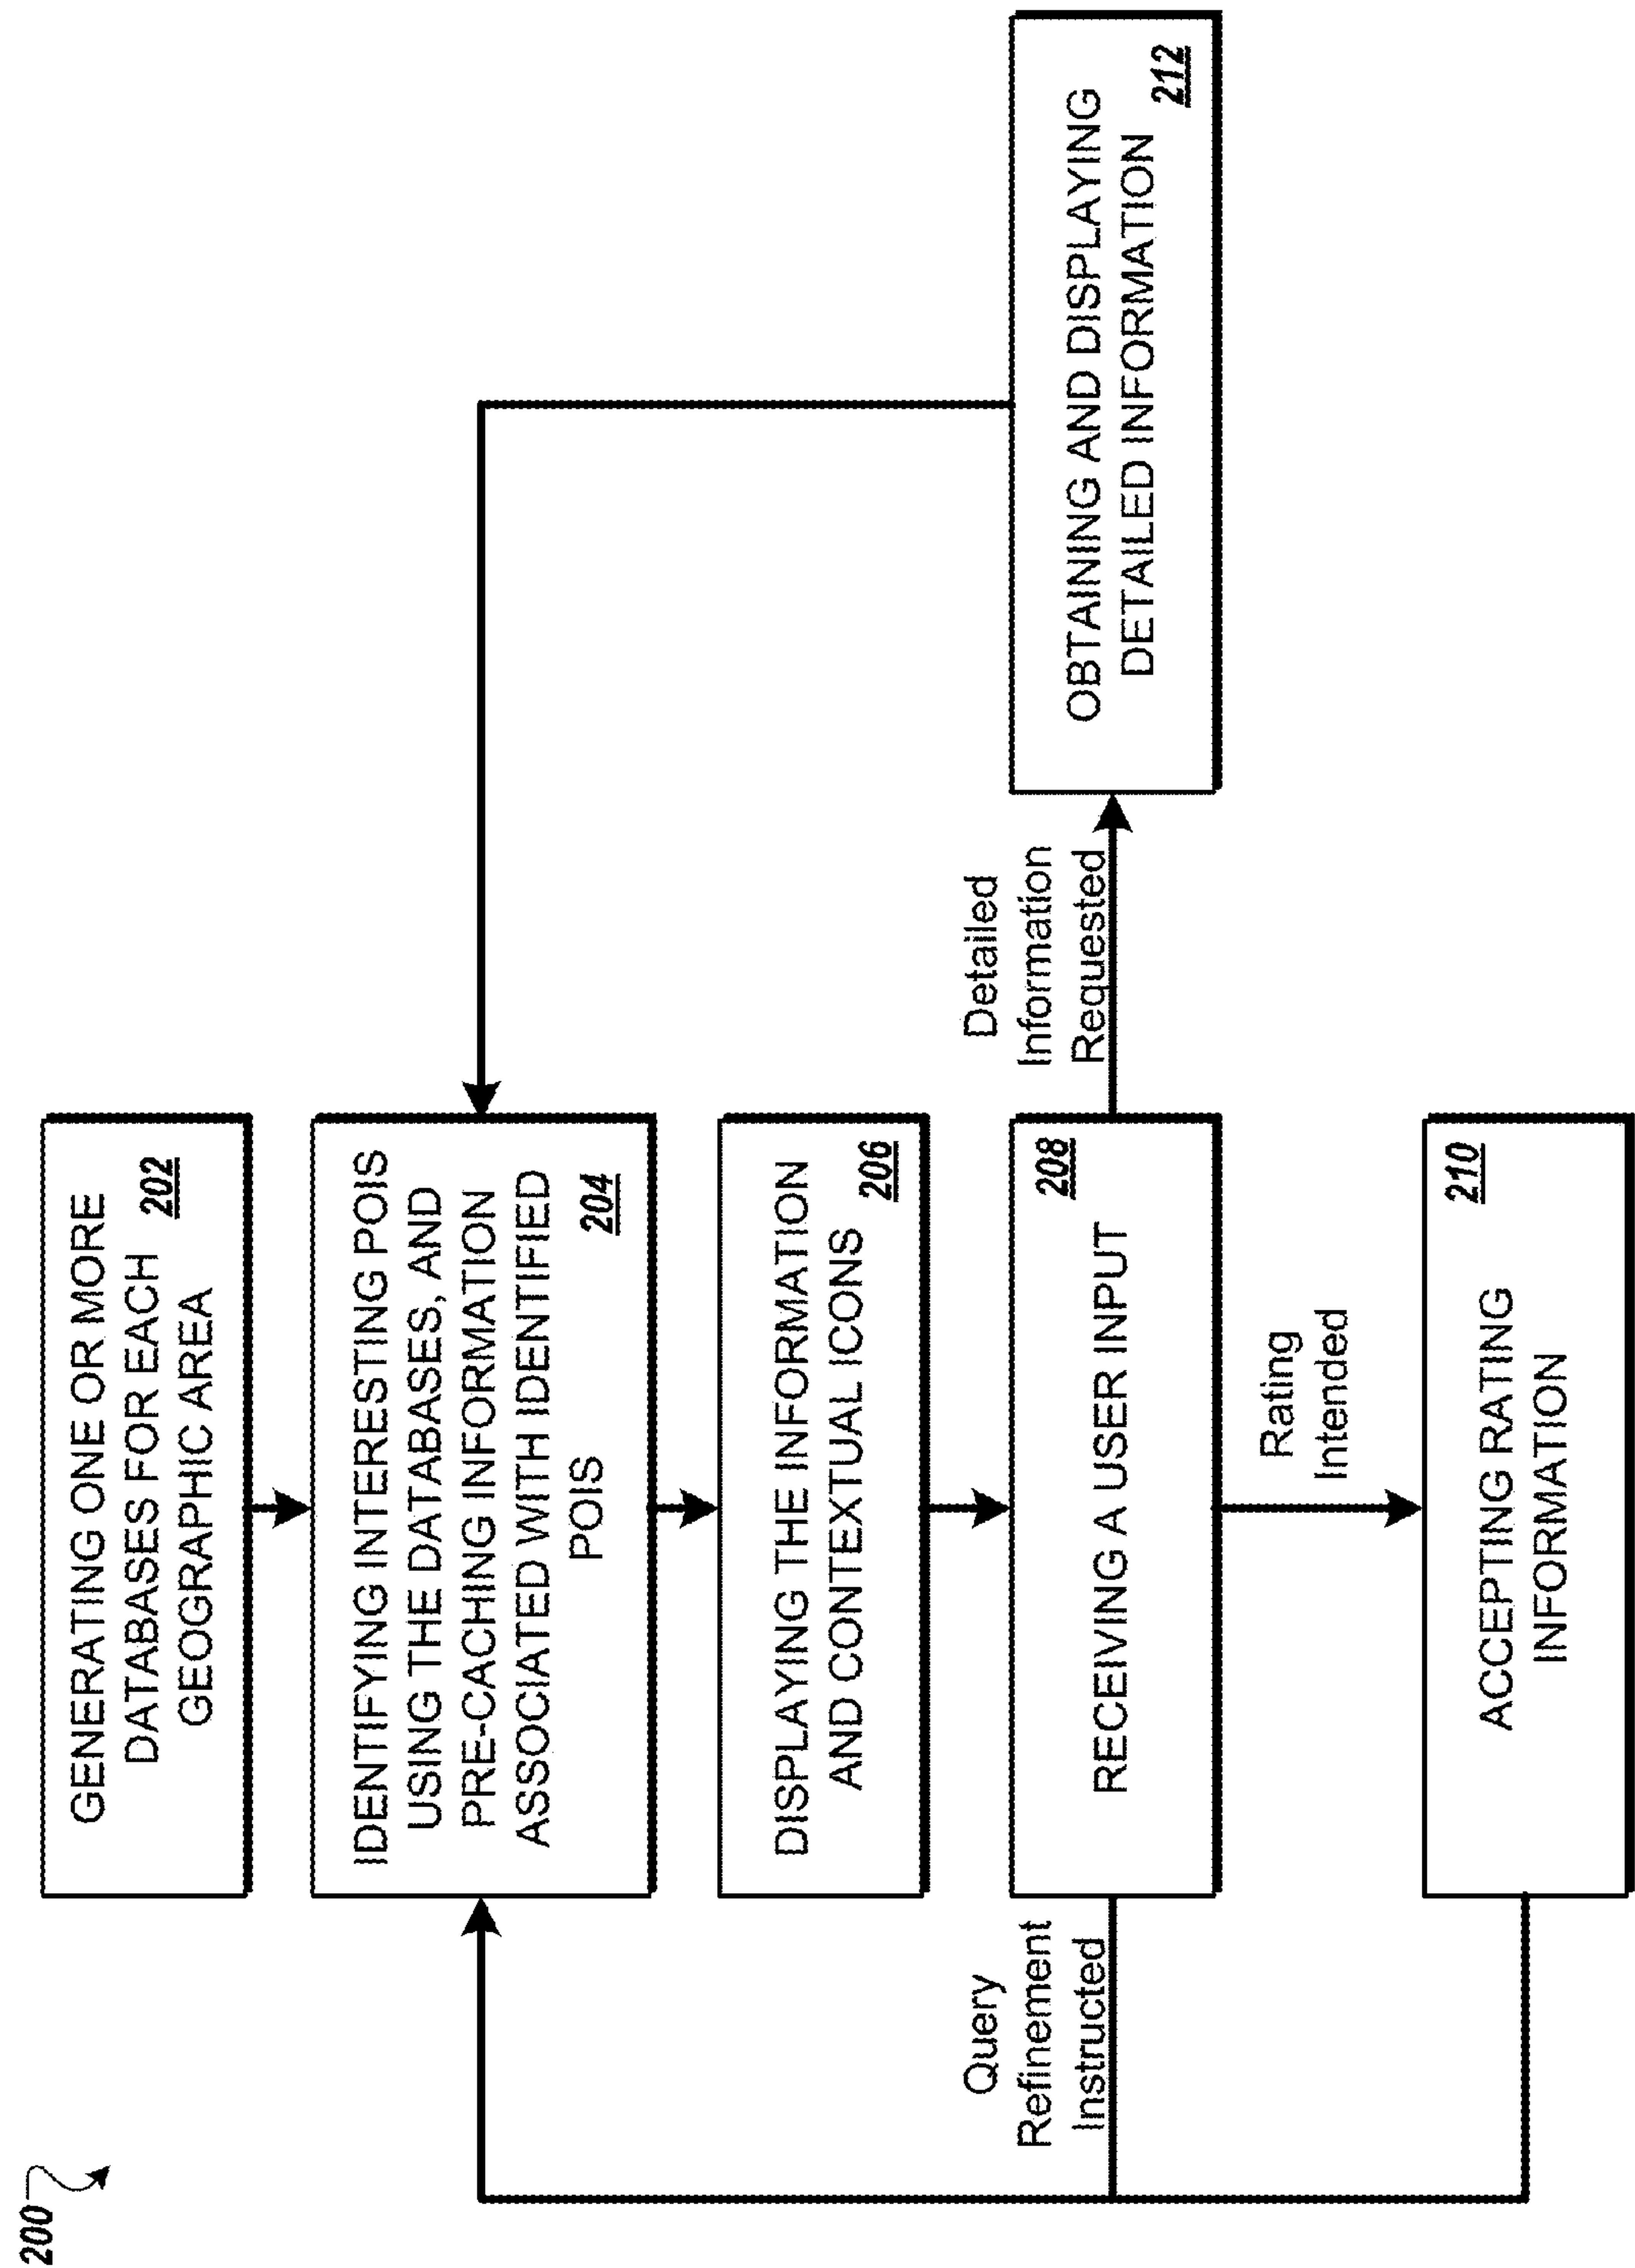 200
GENERATING ONE OR MORE
DATABASES FOR EACH
GEOGRAPHIC AREA
202
IDENTIFYING INTERESTING POIS
USING THE DATABASES, AND
PRE-CACHING INFORMATION
ASSOCIATED WITH IDENTIFIED
POIS
204
DISPLAYING THE INFORMATION
AND CONTEXTUAL ICONS
206
Query
Refinement
Instructed
RECEIVING A USER INPUT
208
Detailed
Information
Requested
OBTAINING AND DISPLAYING
DETAILED INFORMATION
212
Rating
Intended
ACCEPTING RATING
INFORMATION
210